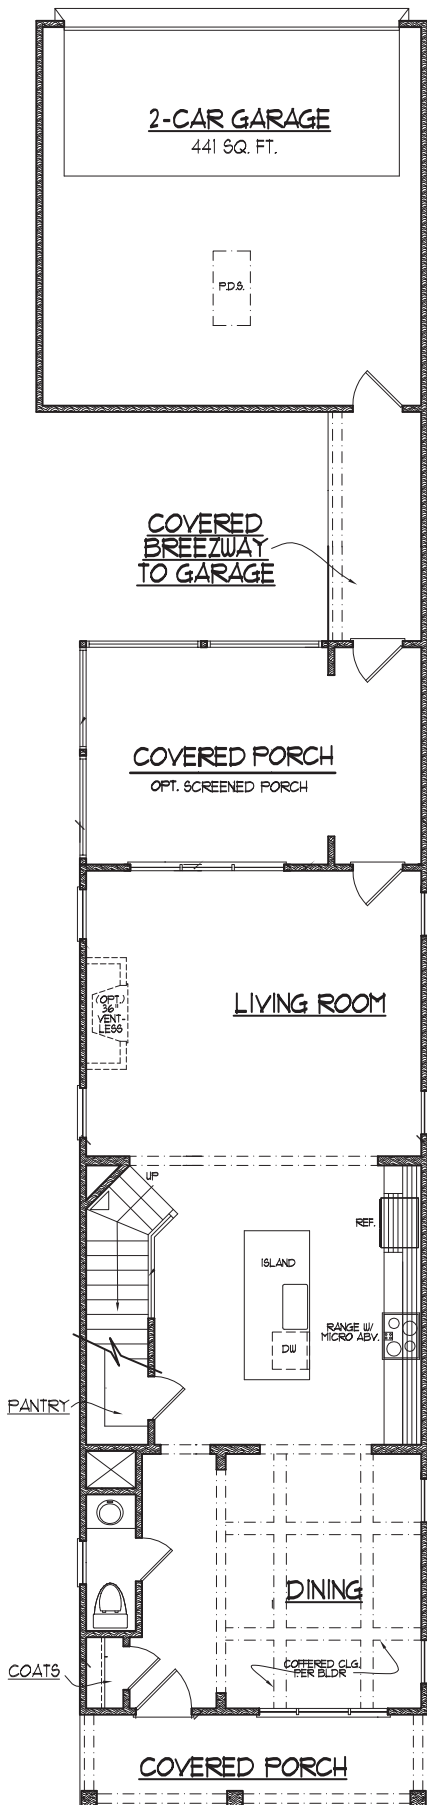 2-CAR GARAGE
441 SQ. FT.
P.D.S.
COVERED
BREEZWAY
TO GARAGE
COVERED PORCH
OPT. SCREENED PORCH
(OPT.)
36"
VENT-
LESS
LIVING ROOM
UP
REF.
ISLAND
RANGE W/
MICRO ABV.
DW
PANTRY
DINING
COFFERED CLG.
PER BLDR
COATS
COVERED PORCH